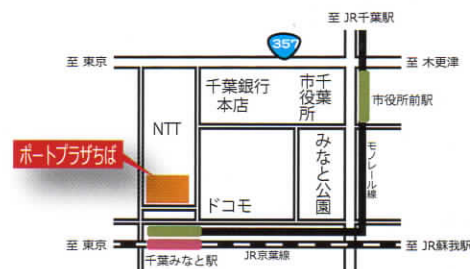 至 JR千葉駅
357
至 東京
至 木更津
千葉銀行
本店
千葉市役所
市役所前駅
NTT
ポートプラザちば
みなと公園
モノレール線
ドコモ
至 東京
千葉みなと駅
JR京葉線
至 JR蘇我駅